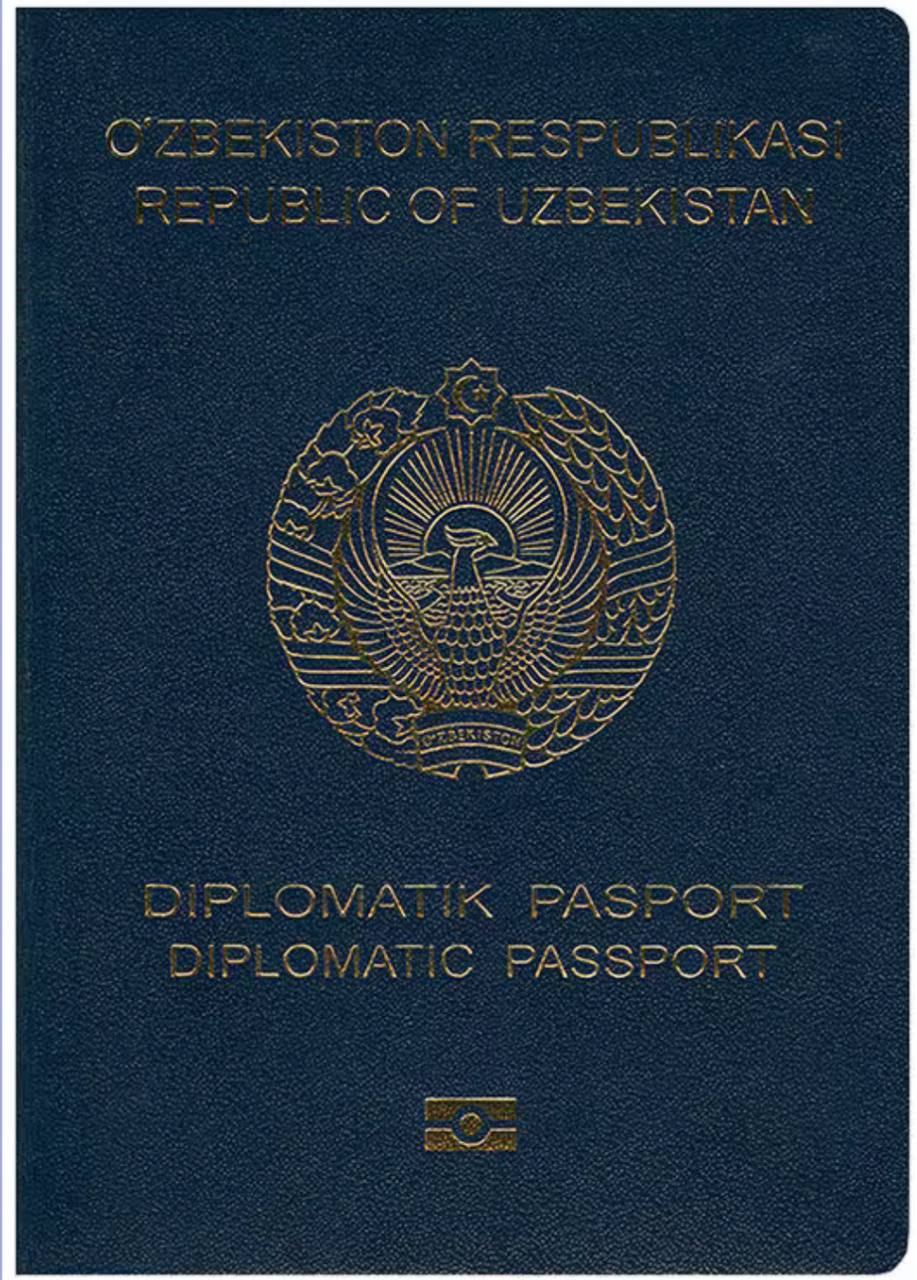 O‘ZBEKISTON RESPUBLIKASI
REPUBLIC OF UZBEKISTAN
O‘ZBEKISTON
DIPLOMATIK PASPORT
DIPLOMATIC PASSPORT